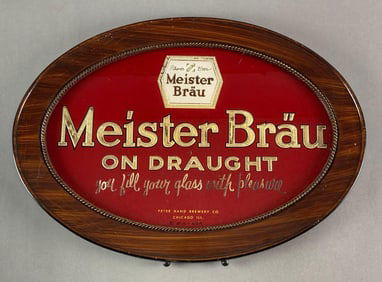 Meister
Bräu
Meister Bräu
ON DRAUGHT
you fill your glass with pleasure
PETER HAND BREWERY CO.
CHICAGO ILL.